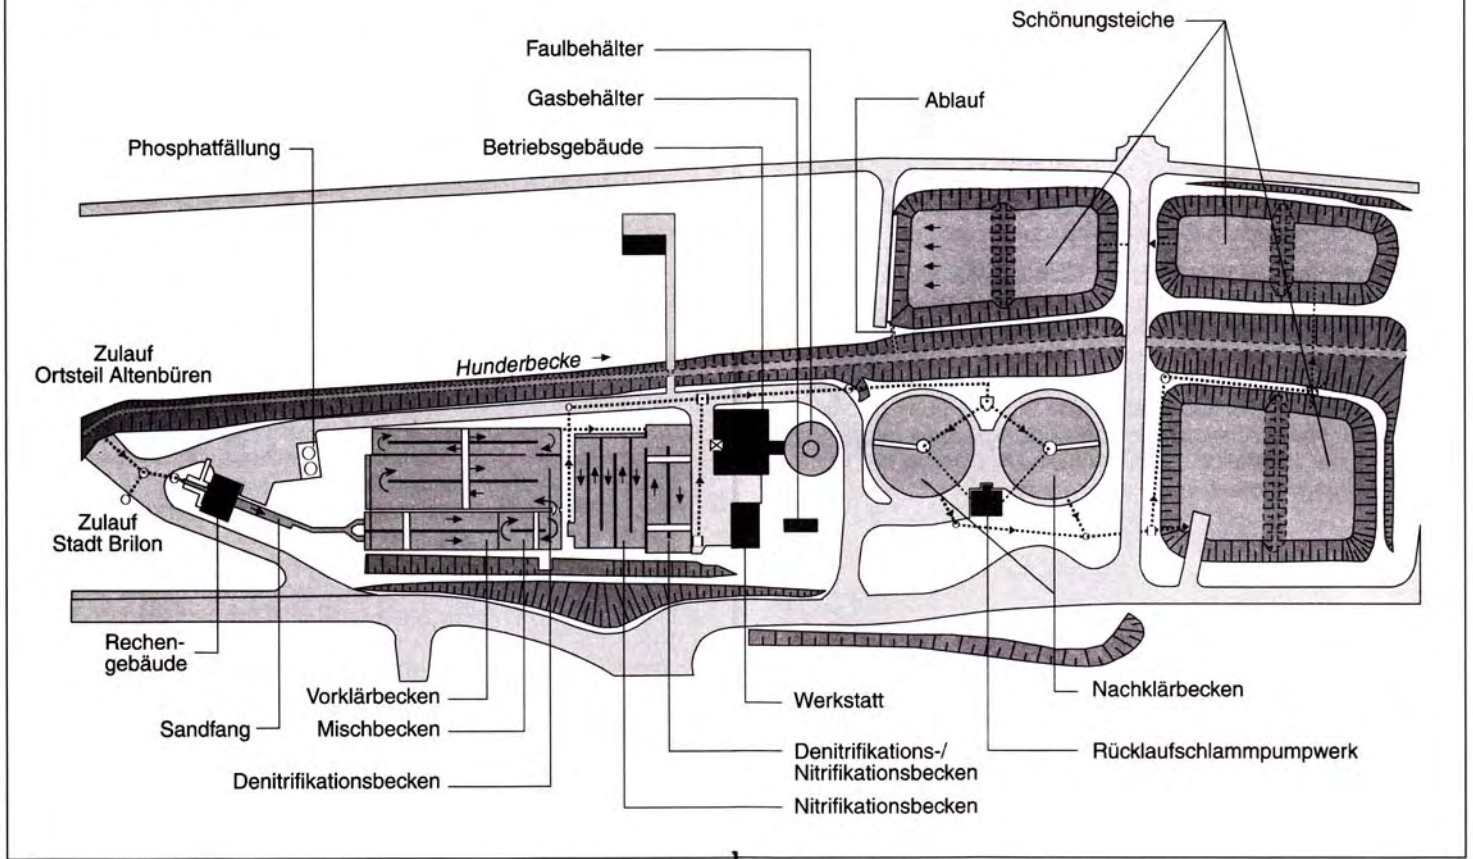 Schönungsteiche
Faulbehälter
Gasbehälter
Ablauf
Phosphatfällung
Betriebsgebäude
Zulauf
Ortsteil Altenbüren
Hunderbecke
Zulauf
Stadt Brilon
Rechen-
gebäude
Vorklärbecken
Sandfang
Mischbecken
Denitrifikationsbecken
Werkstatt
Denitrifikations-/
Nitrifikationsbecken
Nitrifikationsbecken
Nachklärbecken
Rücklaufschlammpumpwerk